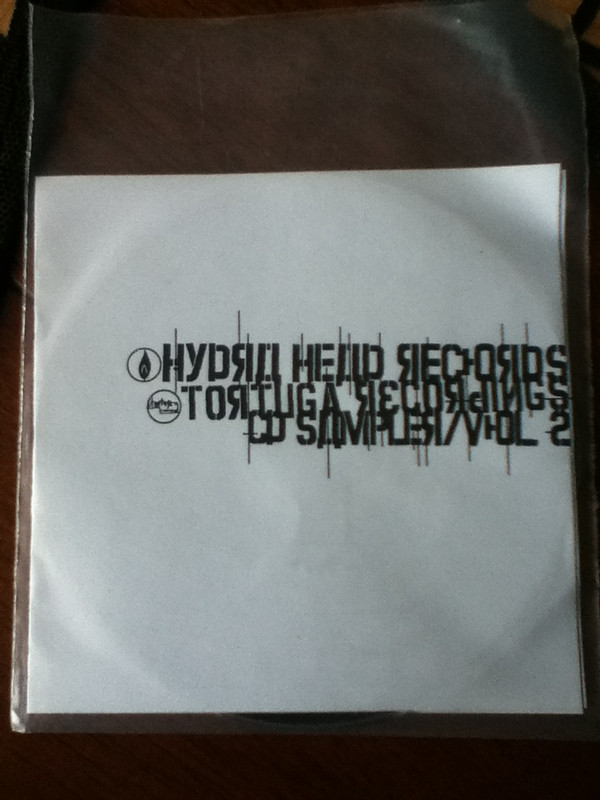 HYDRA HEAD RECORDS
TORTUGA RECORDINGS
CD SAMPLER/VOL 2